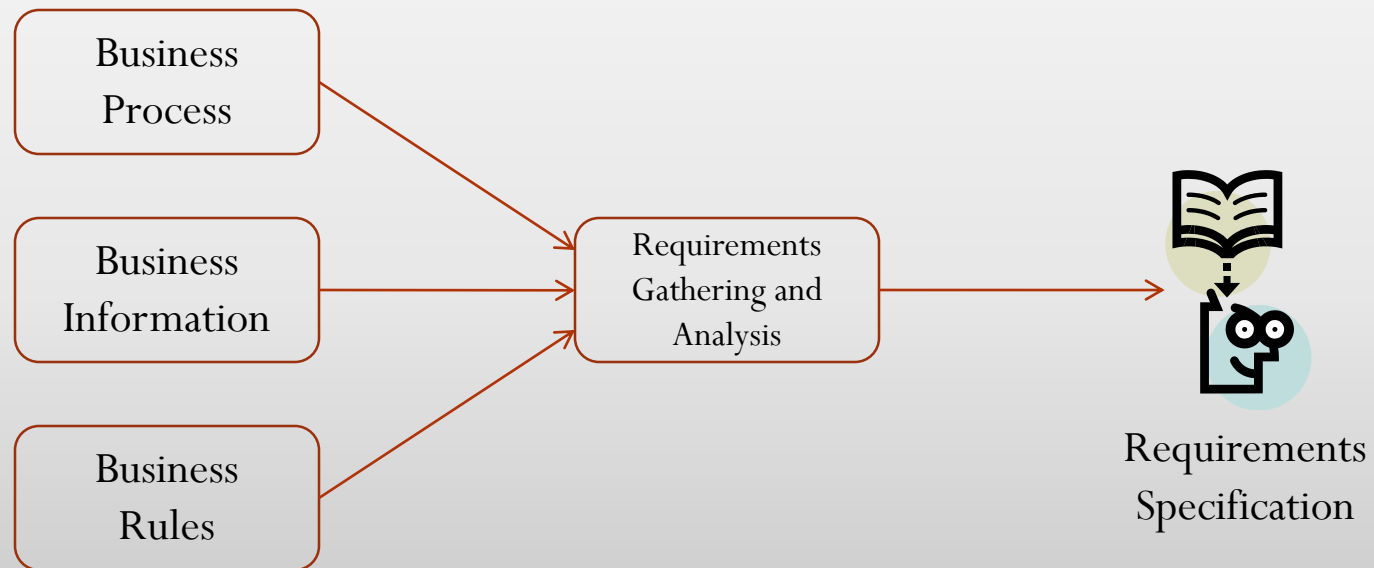 Business
Process
Business
Information
Business
Rules
Requirements
Gathering and
Analysis
Requirements
Specification